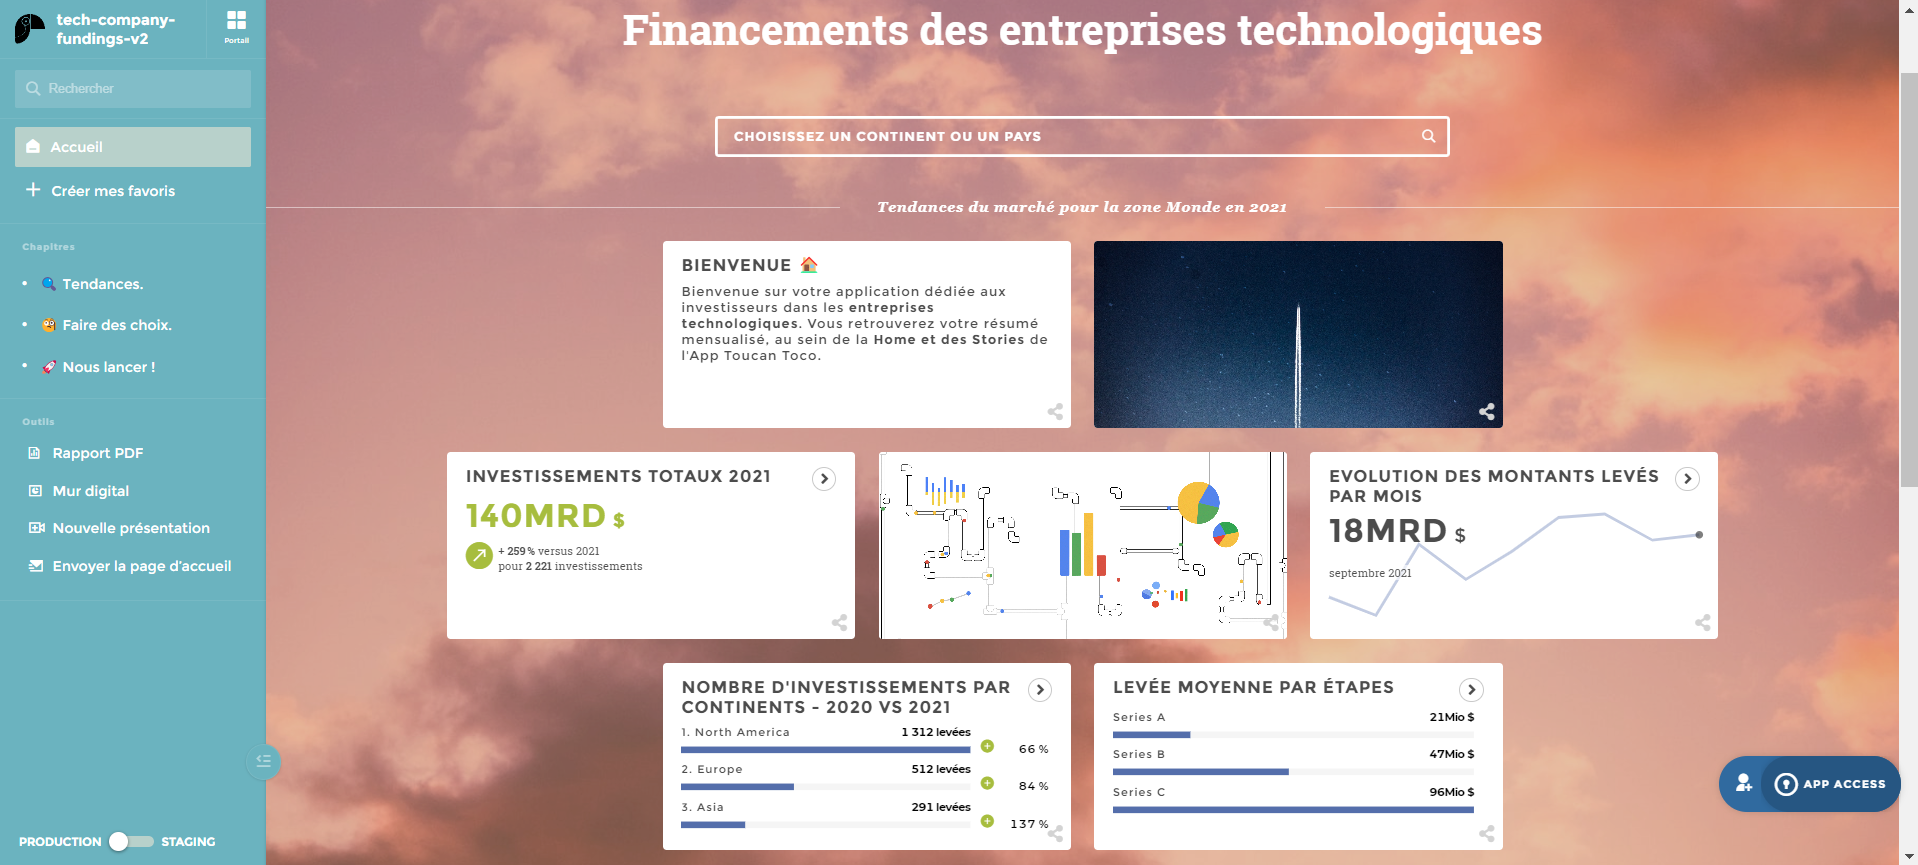 tech-company-
fundings-v2
Portail
Rechercher
Accueil
Créer mes favoris
Chapitres
Tendances.
Faire des choix.
Nous lancer !
Outils
Rapport PDF
Mur digital
Nouvelle présentation
Envoyer la page d'accueil
PRODUCTION
STAGING
Financements des entreprises technologiques
CHOISISSEZ UN CONTINENT OU UN PAYS
Tendances du marché pour la zone Monde en 2021
BIENVENUE
Bienvenue sur votre application dédiée aux
investisseurs dans les entreprises
technologiques. Vous retrouverez votre résumé
mensualisé, au sein de la Home et des Stories de
l'App Toucan Toco.
INVESTISSEMENTS TOTAUX 2021
140MRD $
+ 259 % versus 2021
pour 2 221 investissements
EVOLUTION DES MONTANTS LEVÉS
PAR MOIS
18MRD $
septembre 2021
NOMBRE D'INVESTISSEMENTS PAR
CONTINENTS - 2020 VS 2021
1. North America 1 312 levées
66 %
2. Europe 512 levées
84 %
3. Asia 291 levées
137 %
LEVÉE MOYENNE PAR ÉTAPES
Series A 21Mio $
Series B 47Mio $
Series C 96Mio $
APP ACCESS